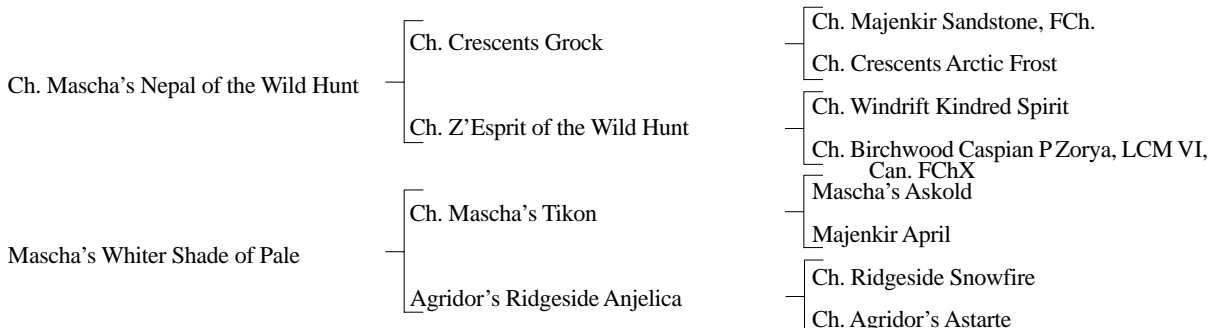 Ch. Majenkir Sandstone, FCh.
Ch. Crescents Grock
Ch. Crescents Arctic Frost
Ch. Mascha’s Nepal of the Wild Hunt
Ch. Windrift Kindred Spirit
Ch. Z’Esprit of the Wild Hunt
Ch. Birchwood Caspian P Zorya, LCM VI,
Can. FChX
Mascha’s Askold
Ch. Mascha’s Tikon
Majenkir April
Mascha’s Whiter Shade of Pale
Ch. Ridgeside Snowfire
Agridor’s Ridgeside Anjelica
Ch. Agridor’s Astarte